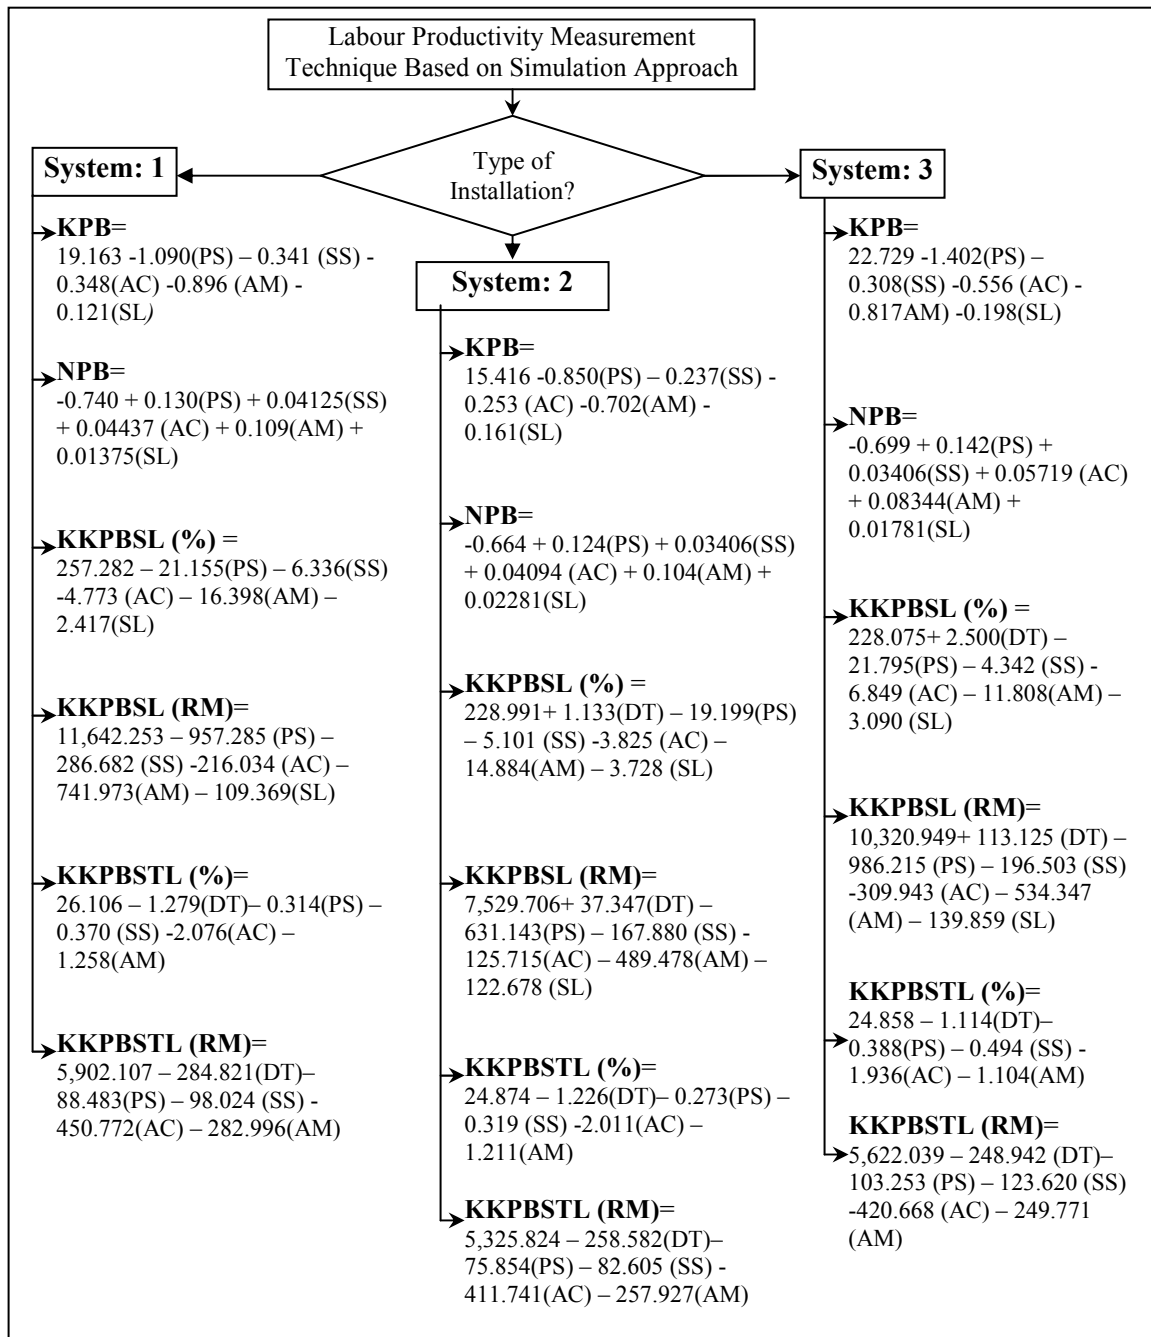 Labour Productivity Measurement
Technique Based on Simulation Approach
Type of
Installation?
System: 1
KPB=
19.163 -1.090(PS) – 0.341 (SS) -
0.348(AC) -0.896 (AM) -
0.121(SL)
NPB=
-0.740 + 0.130(PS) + 0.04125(SS)
+ 0.04437 (AC) + 0.109(AM) +
0.01375(SL)
KKPBSL (%) =
257.282 – 21.155(PS) – 6.336(SS)
-4.773 (AC) – 16.398(AM) –
2.417(SL)
KKPBSL (RM)=
11,642.253 – 957.285 (PS) –
286.682 (SS) -216.034 (AC) –
741.973(AM) – 109.369(SL)
KKPBSTL (%)=
26.106 – 1.279(DT)– 0.314(PS) –
0.370 (SS) -2.076(AC) –
1.258(AM)
KKPBSTL (RM)=
5,902.107 – 284.821(DT)–
88.483(PS) – 98.024 (SS) -
450.772(AC) – 282.996(AM)
System: 2
KPB=
15.416 -0.850(PS) – 0.237(SS) -
0.253 (AC) -0.702(AM) -
0.161(SL)
NPB=
-0.664 + 0.124(PS) + 0.03406(SS)
+ 0.04094 (AC) + 0.104(AM) +
0.02281(SL)
KKPBSL (%) =
228.991+ 1.133(DT) – 19.199(PS)
– 5.101 (SS) -3.825 (AC) –
14.884(AM) – 3.728 (SL)
KKPBSL (RM)=
7,529.706+ 37.347(DT) –
631.143(PS) – 167.880 (SS) -
125.715(AC) – 489.478(AM) –
122.678 (SL)
KKPBSTL (%)=
24.874 – 1.226(DT)– 0.273(PS) –
0.319 (SS) -2.011(AC) –
1.211(AM)
KKPBSTL (RM)=
5,325.824 – 258.582(DT)–
75.854(PS) – 82.605 (SS) -
411.741(AC) – 257.927(AM)
System: 3
KPB=
22.729 -1.402(PS) –
0.308(SS) -0.556 (AC) -
0.817AM) -0.198(SL)
NPB=
-0.699 + 0.142(PS) +
0.03406(SS) + 0.05719 (AC)
+ 0.08344(AM) +
0.01781(SL)
KKPBSL (%) =
228.075+ 2.500(DT) –
21.795(PS) – 4.342 (SS) -
6.849 (AC) – 11.808(AM) –
3.090 (SL)
KKPBSL (RM)=
10,320.949+ 113.125 (DT) –
986.215 (PS) – 196.503 (SS)
-309.943 (AC) – 534.347
(AM) – 139.859 (SL)
KKPBSTL (%)=
24.858 – 1.114(DT)–
0.388(PS) – 0.494 (SS) -
1.936(AC) – 1.104(AM)
KKPBSTL (RM)=
5,622.039 – 248.942 (DT)–
103.253 (PS) – 123.620 (SS)
-420.668 (AC) – 249.771
(AM)